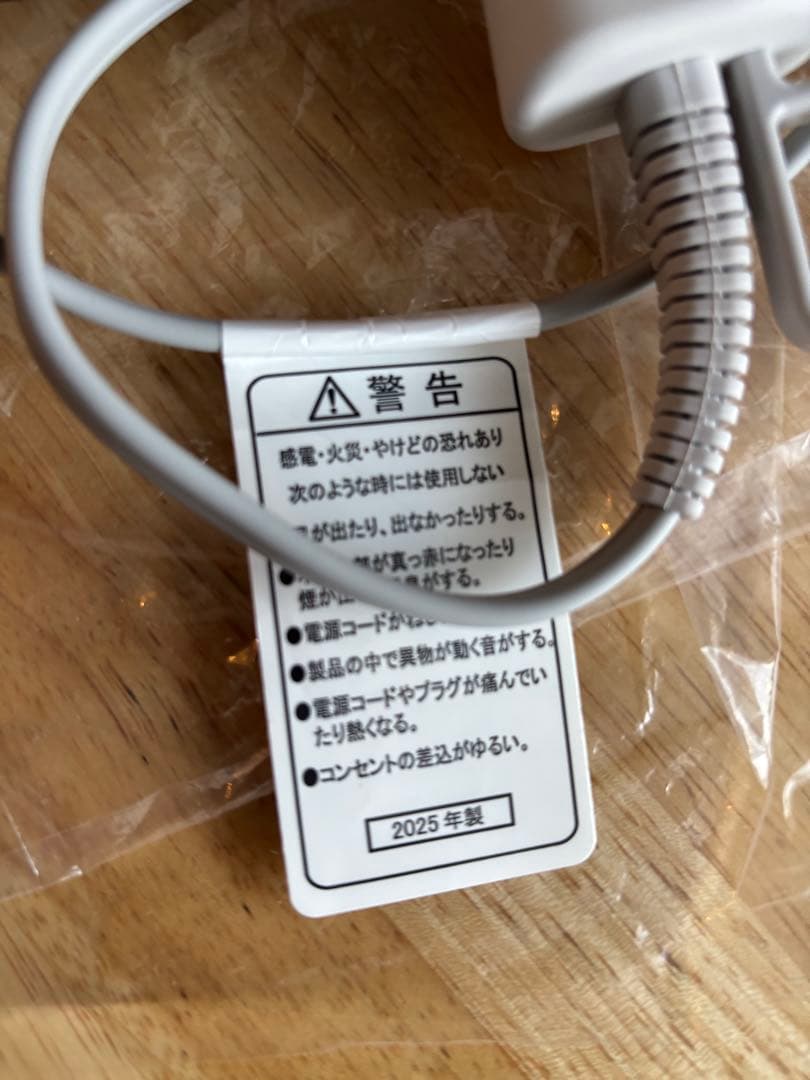 警告
感電・火災・やけどの恐れあり
次のような時には使用しない
が出たり、出なかったりする。
が真っ赤になったり
がする。
●電源コードが
●製品の中で異物が動く音がする。
●電源コードやプラグが痛んでい
たり熱くなる。
●コンセントの差込がゆるい。
2025年製